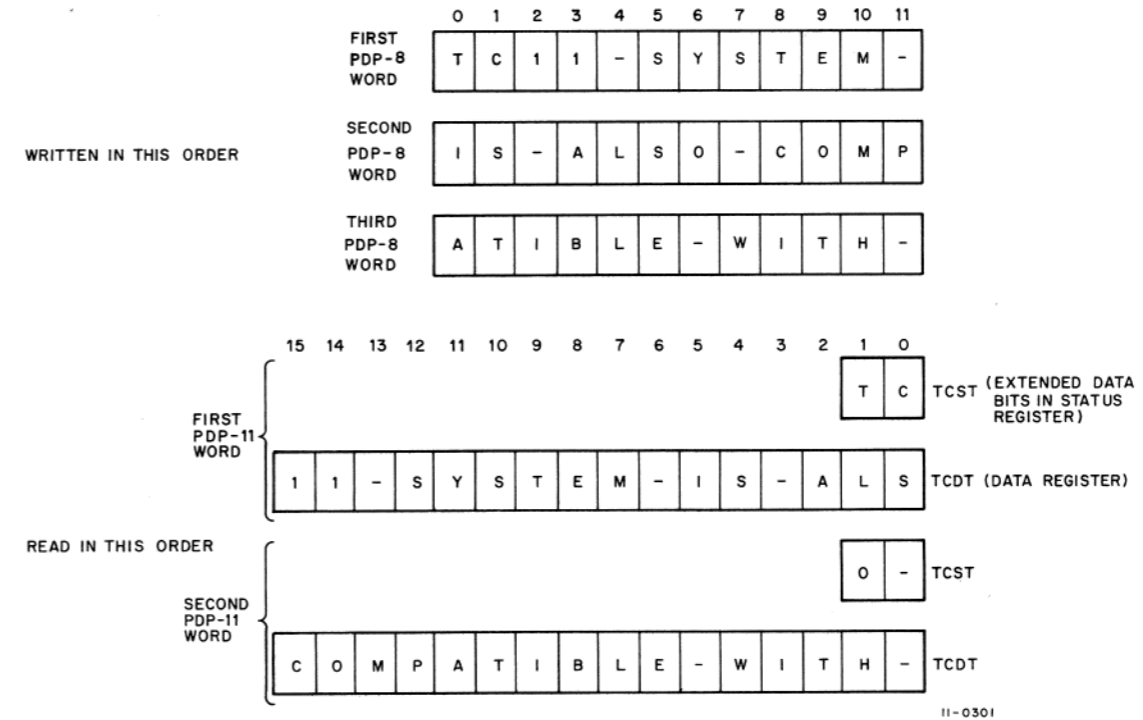 0 1 2 3 4 5 6 7 8 9 10 11
FIRST
PDP-8
WORD
T C 1 1 - S Y S T E M -
WRITTEN IN THIS ORDER
SECOND
PDP-8
WORD
I S - A L S O - C O M P
THIRD
PDP-8
WORD
A T I B L E - W I T H -
15 14 13 12 11 10 9 8 7 6 5 4 3 2 1 0
T C
TCST (EXTENDED DATA
BITS IN STATUS
REGISTER)
FIRST
PDP-11
WORD
1 1 - S Y S T E M - I S - A L S
TCDT (DATA REGISTER)
READ IN THIS ORDER
O - TCST
SECOND
PDP-11
WORD
C O M P A T I B L E - W I T H - TCDT
11-0301